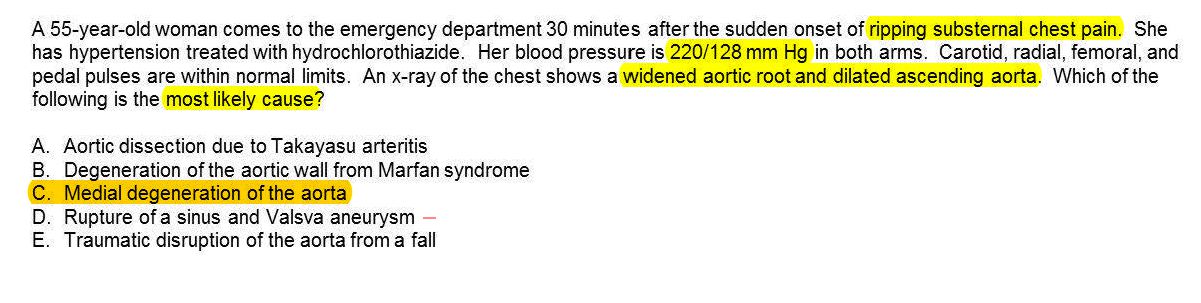 A 55-year-old woman comes to the emergency department 30 minutes after the sudden onset of ripping substernal chest pain. She
has hypertension treated with hydrochlorothiazide. Her blood pressure is 220/128 mm Hg in both arms. Carotid, radial, femoral, and
pedal pulses are within normal limits. An x-ray of the chest shows a widened aortic root and dilated ascending aorta. Which of the
following is the most likely cause?
A. Aortic dissection due to Takayasu arteritis
B. Degeneration of the aortic wall from Marfan syndrome
C. Medial degeneration of the aorta
D. Rupture of a sinus and Valsva aneurysm
E. Traumatic disruption of the aorta from a fall